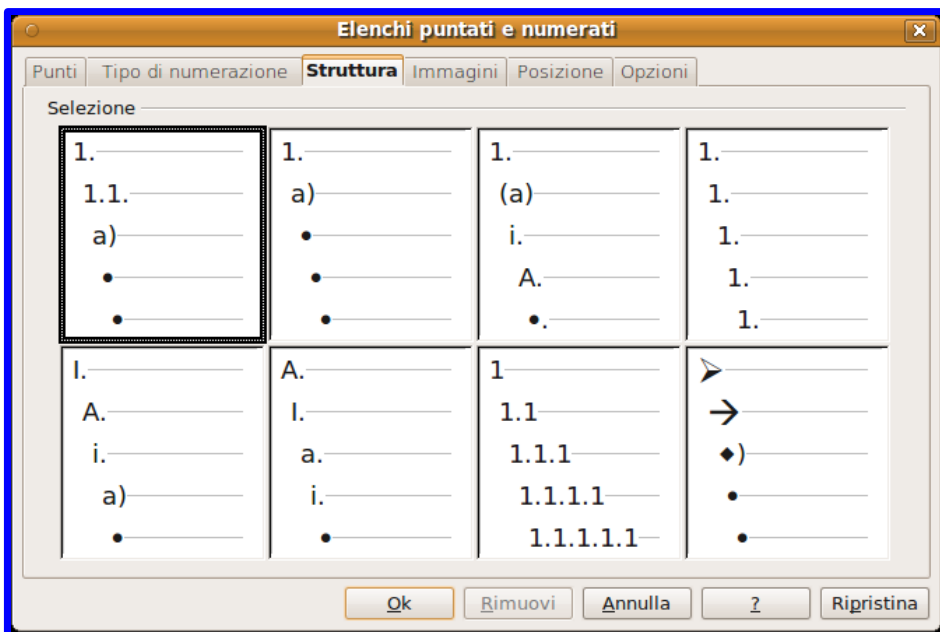 Elenchi puntati e numerati
Punti Tipo di numerazione Struttura Immagini Posizione Opzioni
Selezione
1.
1.1.
a)
•
•
1.
a)
•
•
•
1.
(a)
i.
A.
•.
1.
1.
1.
1.
1.
I.
A.
i.
a)
•
A.
I.
a.
i.
•
1
1.1
1.1.1
1.1.1.1
1.1.1.1.1
➢
→
◆)
•
•
Ok Rimuovi Annulla ? Ripristina